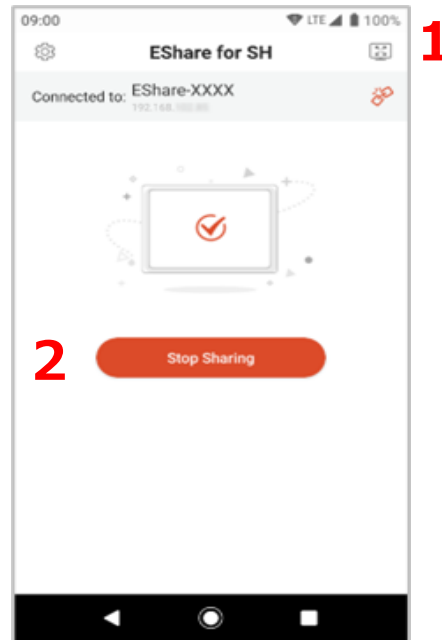 09:00 LTE 100%
EShare for SH
1
Connected to: EShare-XXXX
192.168.
2
Stop Sharing